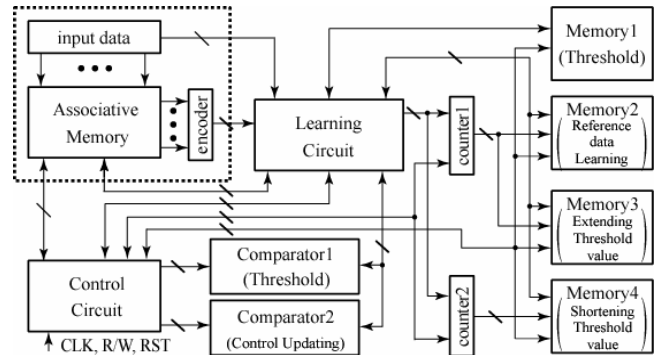 input data
Associative
Memory
encoder
Learning
Circuit
counter1
Memory1
(Threshold)
Memory2
Reference
data
Learning
Memory3
Extending
Threshold
value
Control
Circuit
Comparator1
(Threshold)
Comparator2
(Control Updating)
counter2
Memory4
Shortening
Threshold
value
CLK, R/W, RST